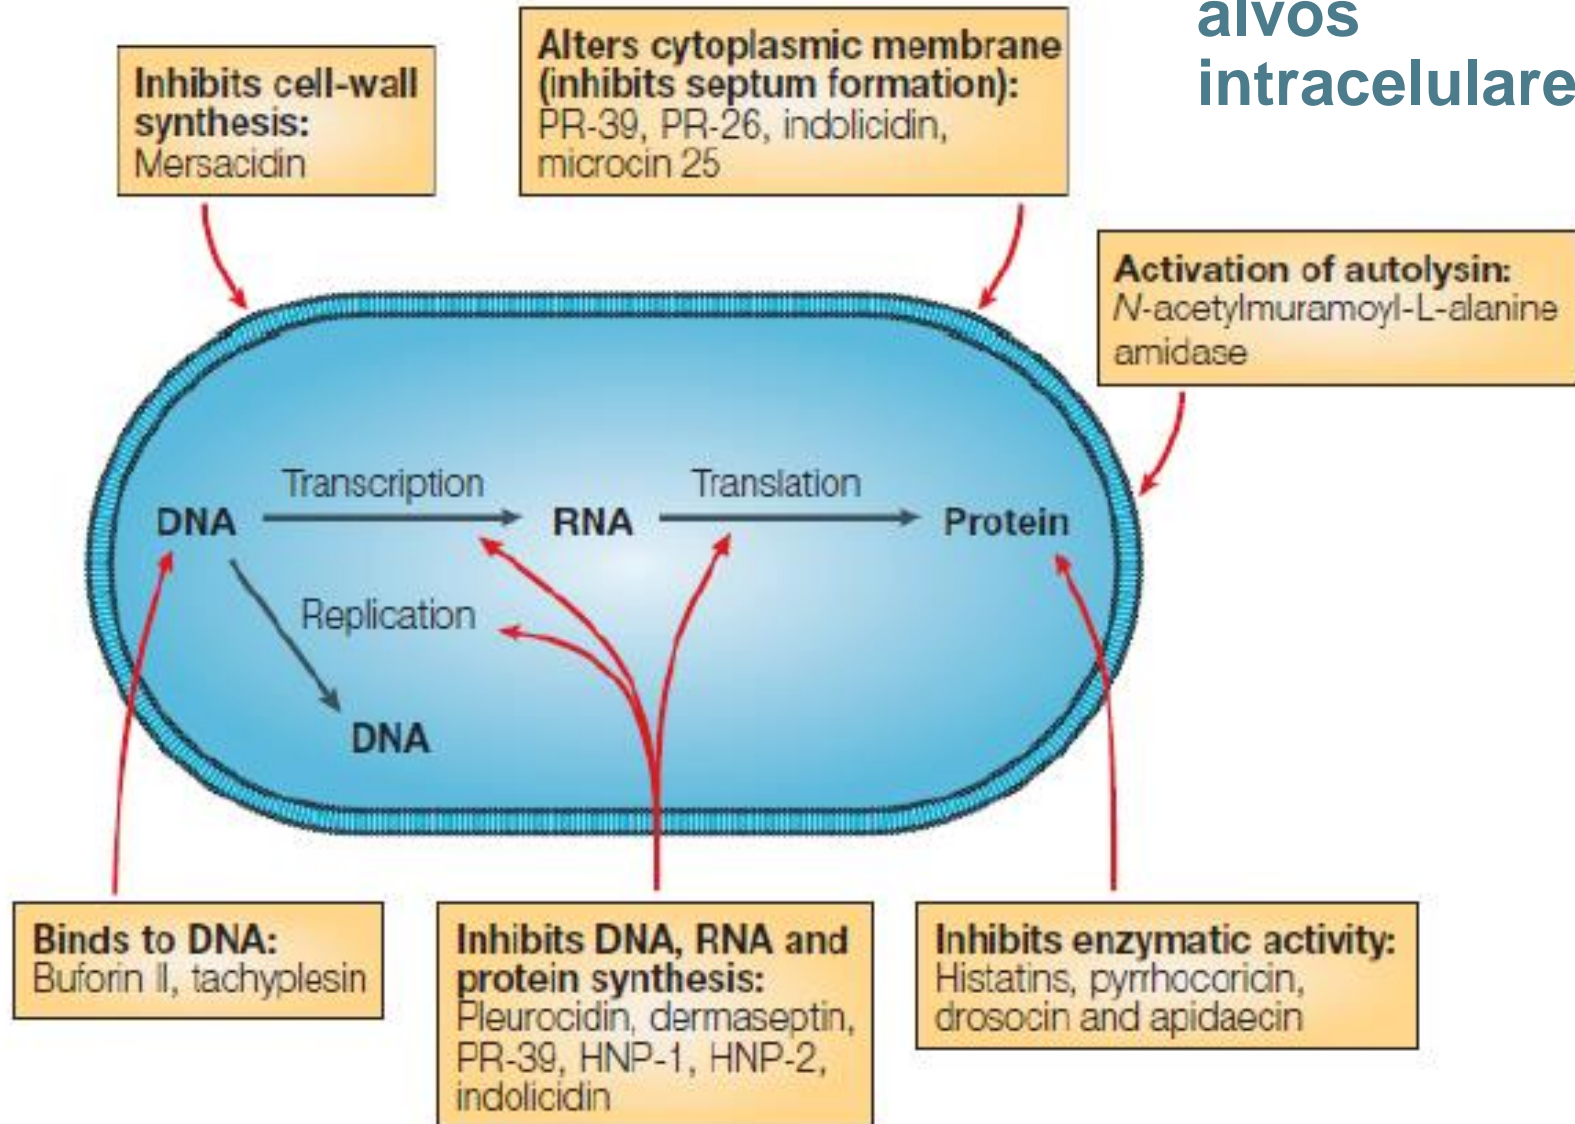 alvos
intracelulare
Inhibits cell-wall
synthesis:
Mersacidin
Alters cytoplasmic membrane
(inhibits septum formation):
PR-39, PR-26, indolicidin,
microcin 25
Activation of autolysin:
N-acetylmuramoyl-L-alanine
amidase
Transcription
Translation
DNA
RNA
Protein
Replication
DNA
Binds to DNA:
Buforin II, tachyplesin
Inhibits DNA, RNA and
protein synthesis:
Pleurocidin, dermaseptin,
PR-39, HNP-1, HNP-2,
indolicidin
Inhibits enzymatic activity:
Histatins, pyrrhocoricin,
drosocin and apidaecin